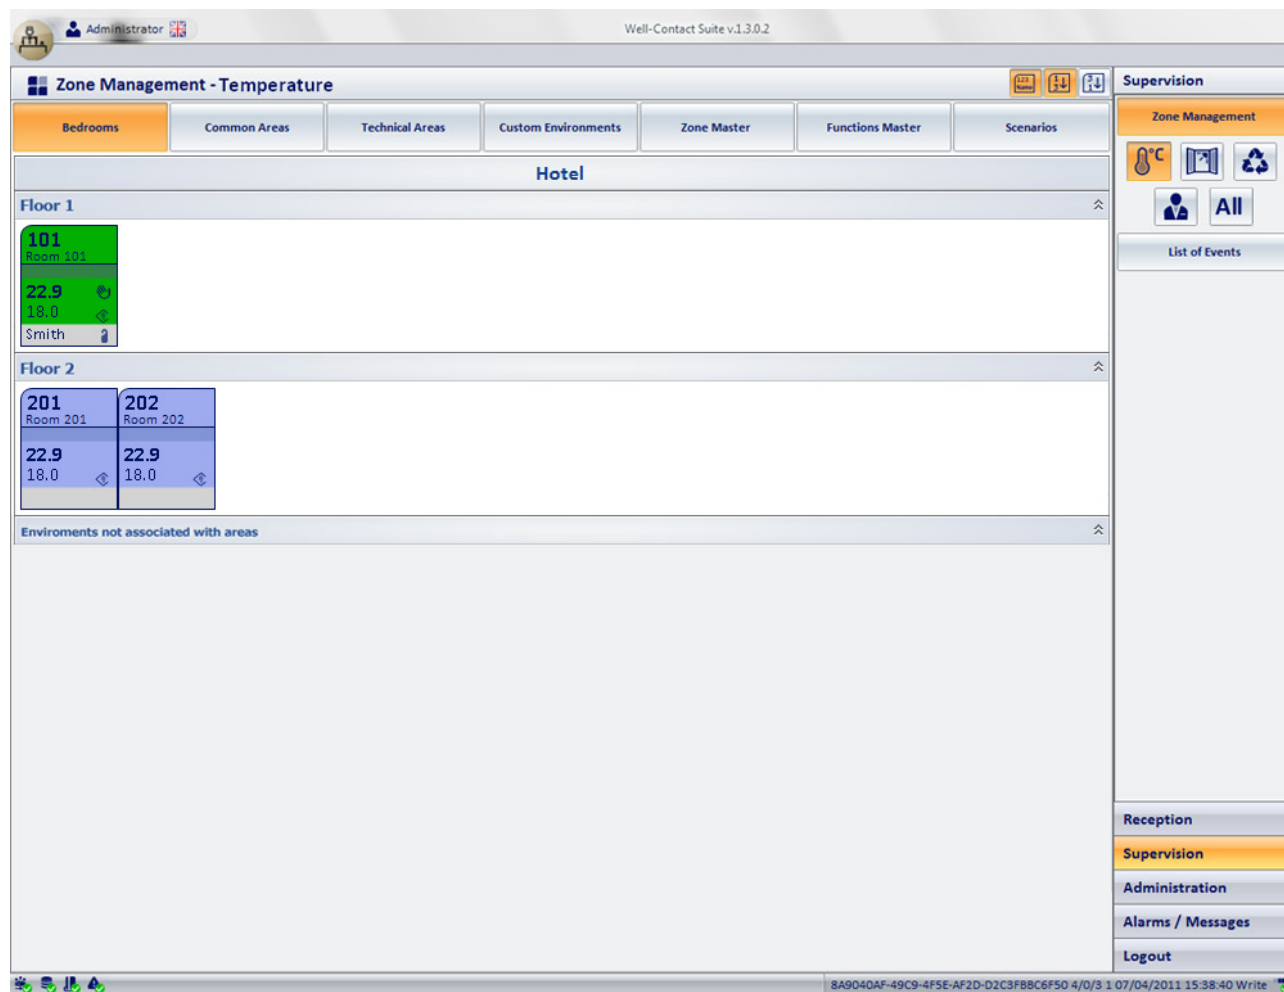 Administrator
Well-Contact Suite v.1.3.0.2
Zone Management - Temperature
Bedrooms
Common Areas
Technical Areas
Custom Environments
Zone Master
Functions Master
Scenarios
Hotel
Floor 1
101
Room 101
22.9
18.0
Smith
Floor 2
201 202
Room 201 Room 202
22.9 22.9
18.0 18.0
Enviroments not associated with areas
Supervision
Zone Management
°C
All
List of Events
Reception
Supervision
Administration
Alarms / Messages
Logout
8A9040AF-49C9-4F5E-AF2D-D2C3FBBC6F50 4/0/3 1 07/04/2011 15:38:40 Write